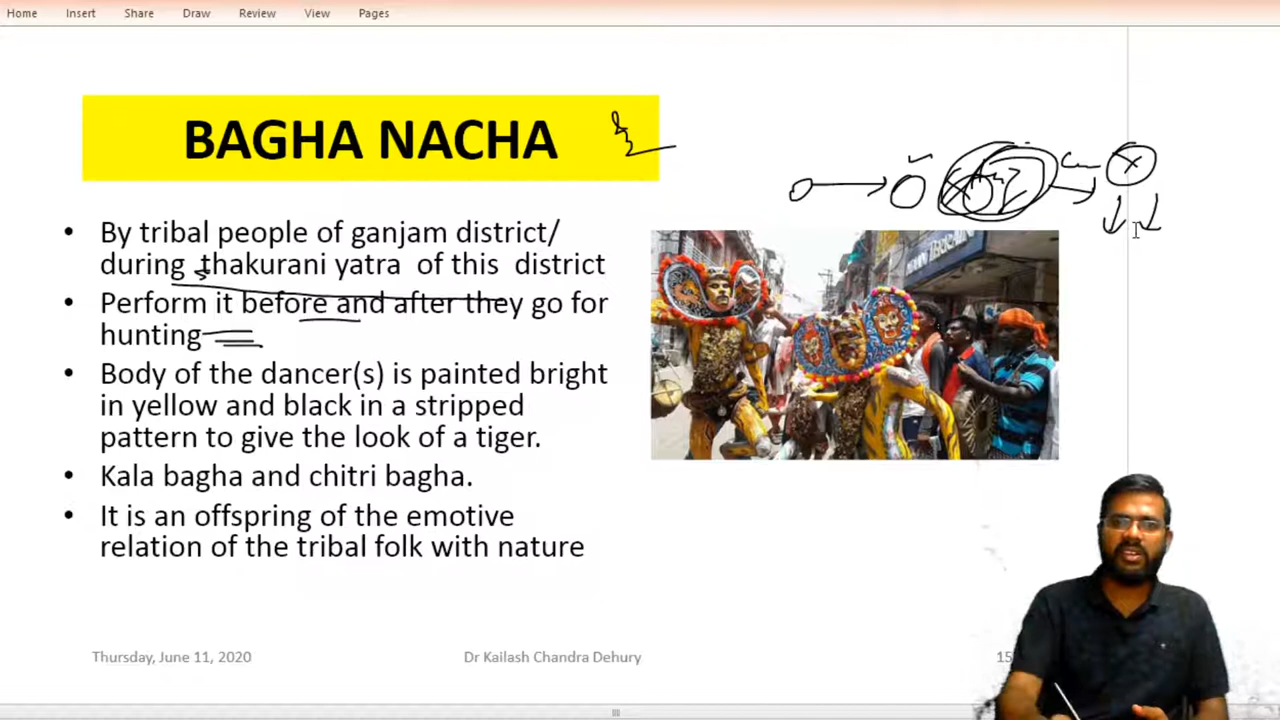 Home Insert Share Draw Review View Pages
BAGHA NACHA
• By tribal people of ganjam district/
during thakurani yatra of this district
• Perform it before and after they go for
hunting
• Body of the dancer(s) is painted bright
in yellow and black in a stripped
pattern to give the look of a tiger.
• Kala bagha and chitri bagha.
• It is an offspring of the emotive
relation of the tribal folk with nature
Thursday, June 11, 2020 Dr Kailash Chandra Dehury